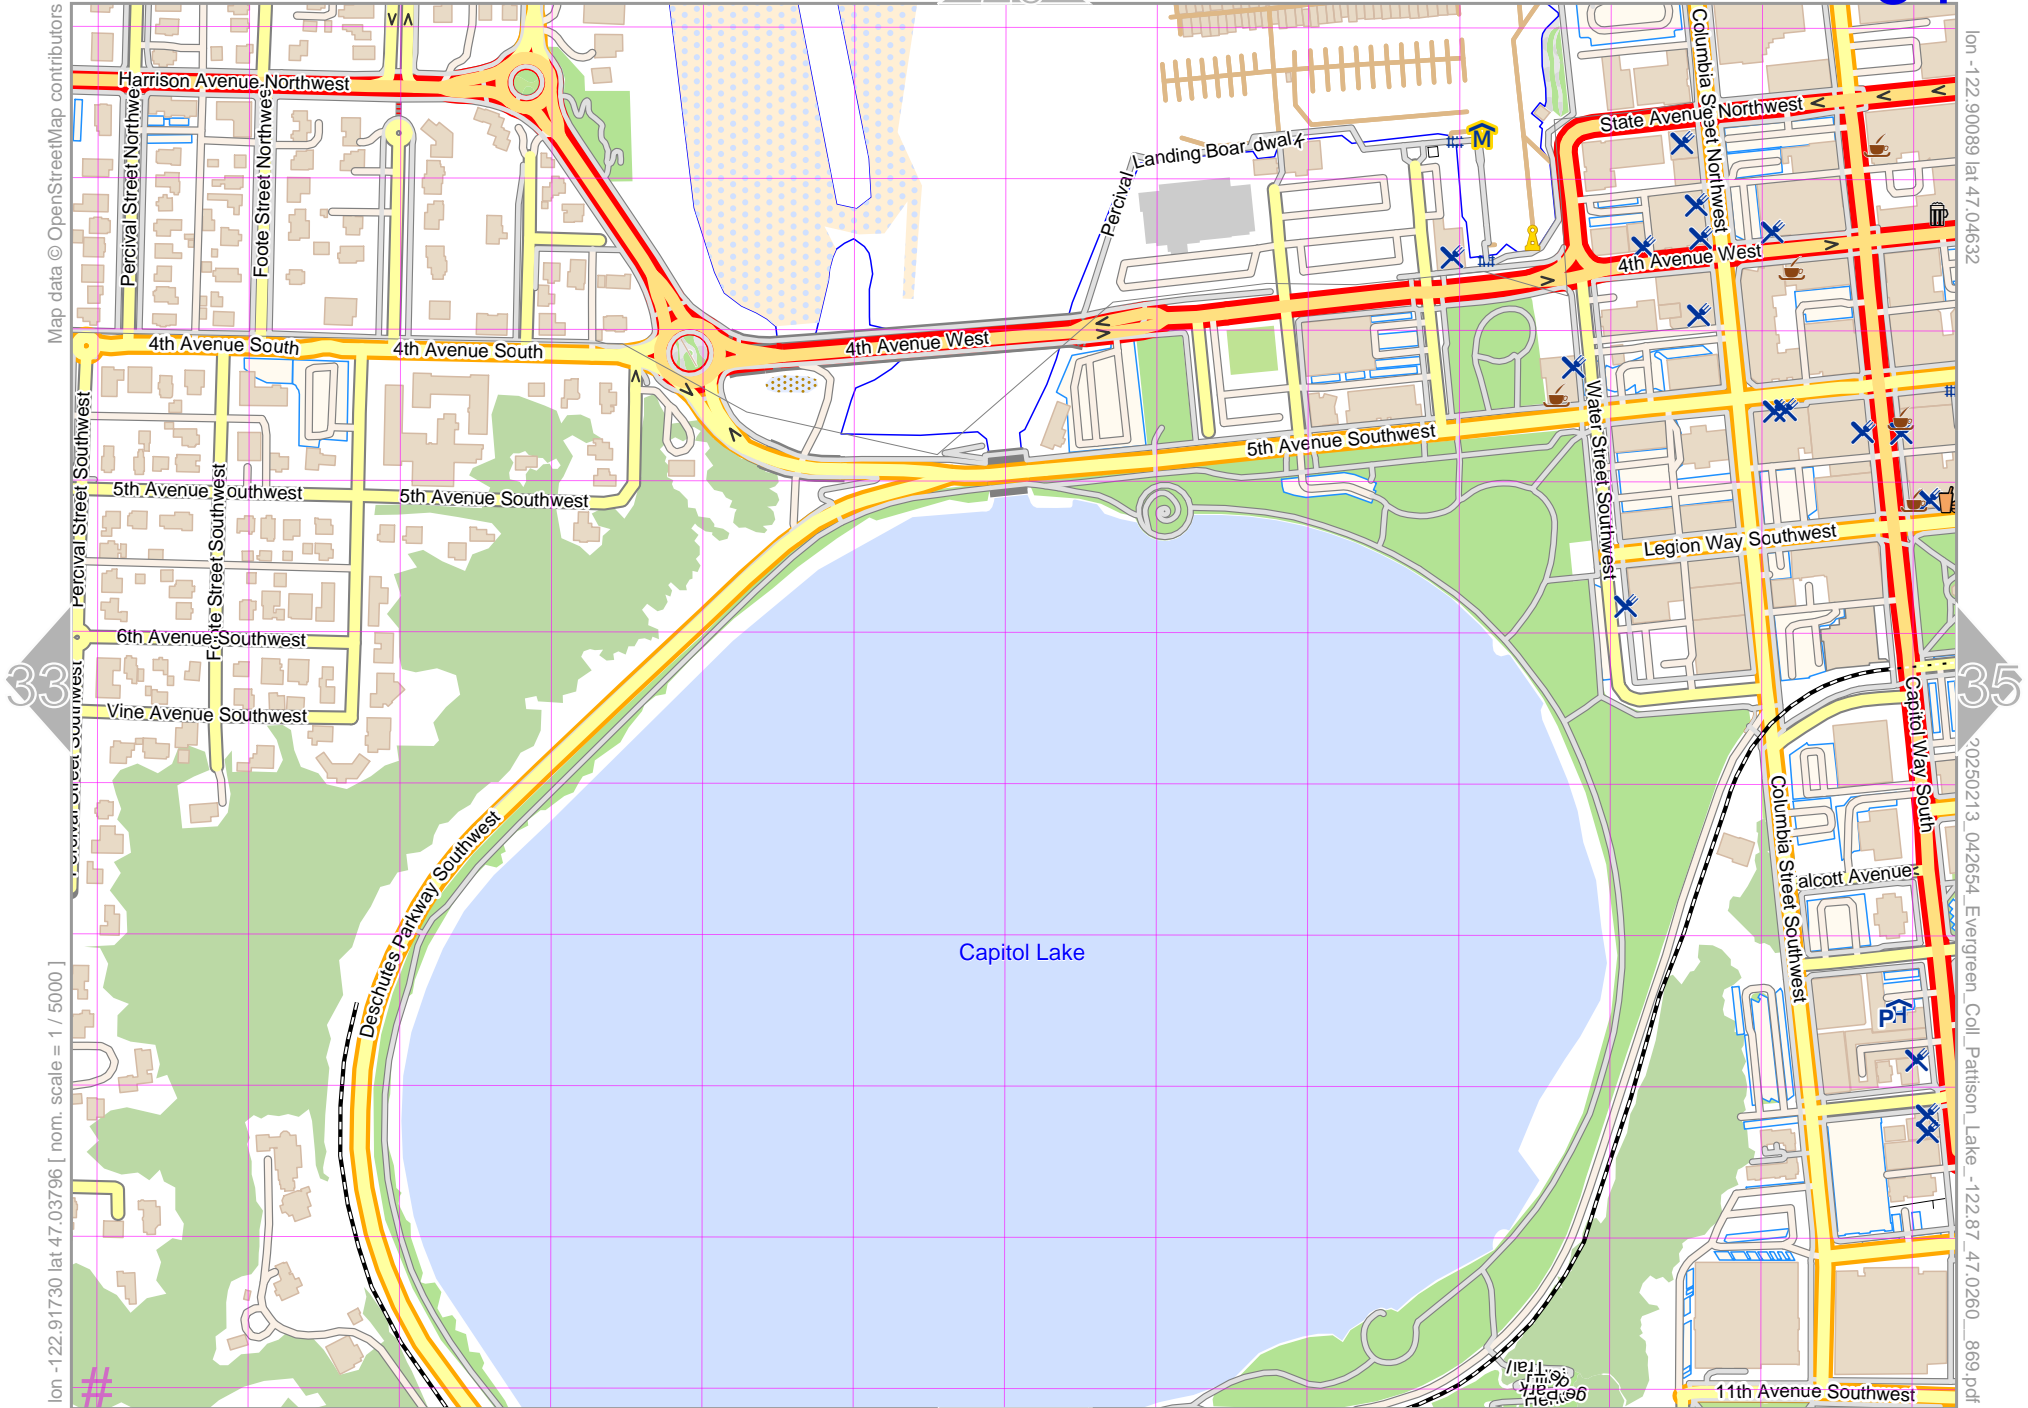 Map data © OpenStreetMap contributors
lon -122.90089 lat 47.04632
Harrison Avenue Northwest
Percival Street Northwest
Foote Street Northwest
Columbia Street Northwest
State Avenue Northwest
Percival
Landing Boardwalk
M
4th Avenue West
4th Avenue South
4th Avenue South
4th Avenue West
5th Avenue Southwest
Water Street Southwest
Percival Street Southwest
Foote Street Southwest
5th Avenue Southwest
5th Avenue Southwest
Legion Way Southwest
6th Avenue Southwest
33
35
Vine Avenue Southwest
Percival Street Southwest
Capitol Way South
Columbia Street Southwest
Deschutes Parkway Southwest
alcott Avenue
Capitol Lake
PH
lon -122.91730 lat 47.03796 [ nom. scale = 1 / 5000 ]
20250213_042654_Evergreen_Coll_Pattison_Lake_-122.87_47.0260__869.pdf
#
11th Avenue Southwest